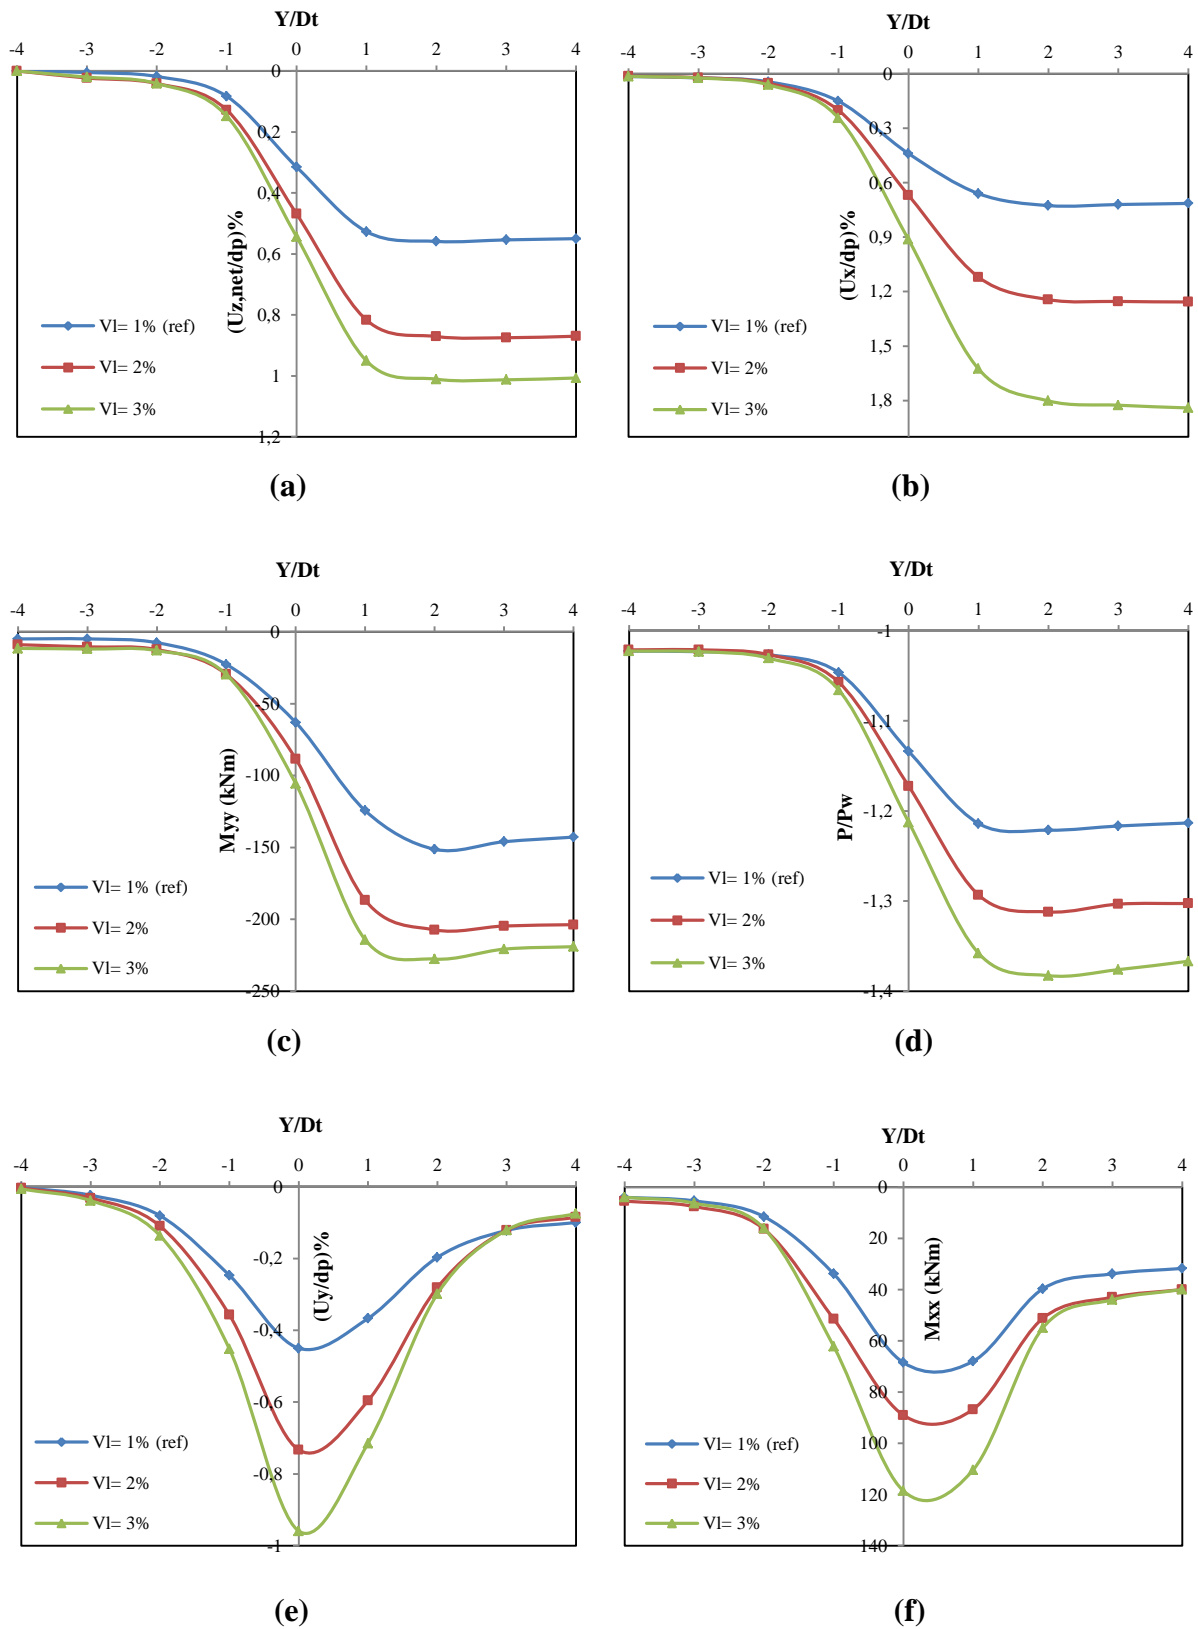 Y/Dt
-4 -3 -2 -1 0 1 2 3 4
0
0,2
0,4
0,6
0,8
1
1,2
(Uz,net/dp)%
Vl= 1% (ref)
Vl= 2%
Vl= 3%
(a)
Y/Dt
-4 -3 -2 -1 0 1 2 3 4
0
0,3
0,6
0,9
1,2
1,5
1,8
(Ux/dp)%
Vl= 1% (ref)
Vl= 2%
Vl= 3%
(b)
Y/Dt
-4 -3 -2 -1 0 1 2 3 4
0
-50
-100
-150
-200
-250
Myy (kNm)
Vl= 1% (ref)
Vl= 2%
Vl= 3%
(c)
Y/Dt
-4 -3 -2 -1 0 1 2 3 4
-1
-1,1
-1,2
-1,3
-1,4
P/Pw
Vl= 1% (ref)
Vl= 2%
Vl= 3%
(d)
Y/Dt
-4 -3 -2 -1 0 1 2 3 4
0
-0,2
-0,4
-0,6
-0,8
-1
(Uy/dp)%
Vl= 1% (ref)
Vl= 2%
Vl= 3%
(e)
Y/Dt
-4 -3 -2 -1 0 1 2 3 4
0
20
40
60
80
100
120
140
Mxx (kNm)
Vl= 1% (ref)
Vl= 2%
Vl= 3%
(f)